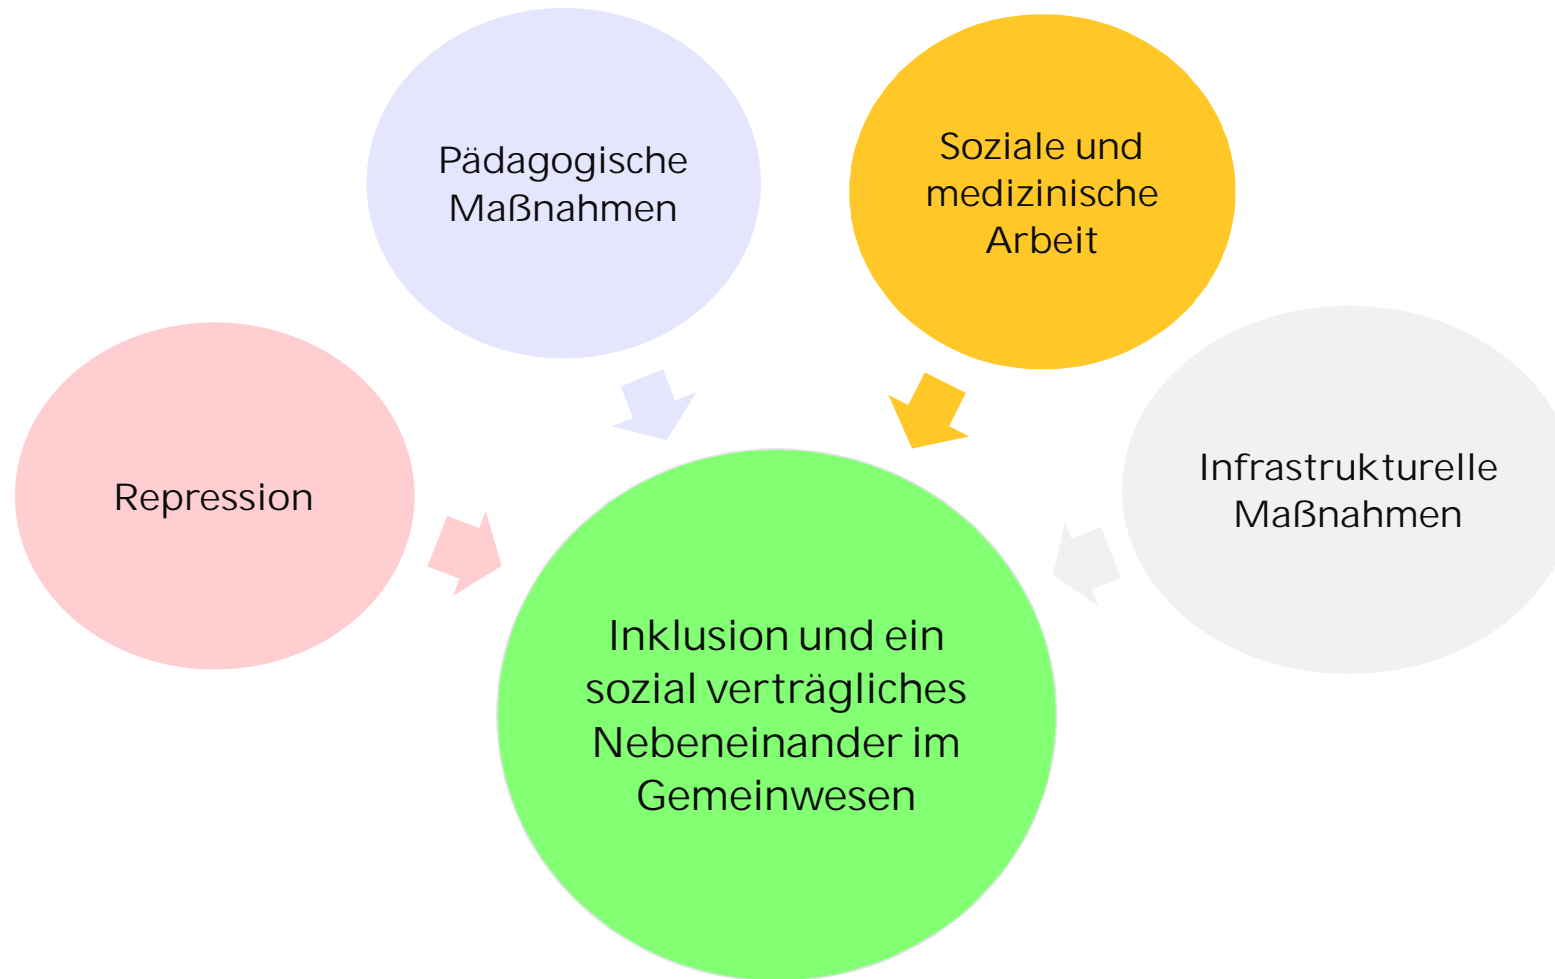 Pädagogische
Maßnahmen
Soziale und
medizinische
Arbeit
Repression
Infrastrukturelle
Maßnahmen
Inklusion und ein
sozial verträgliches
Nebeneinander im
Gemeinwesen